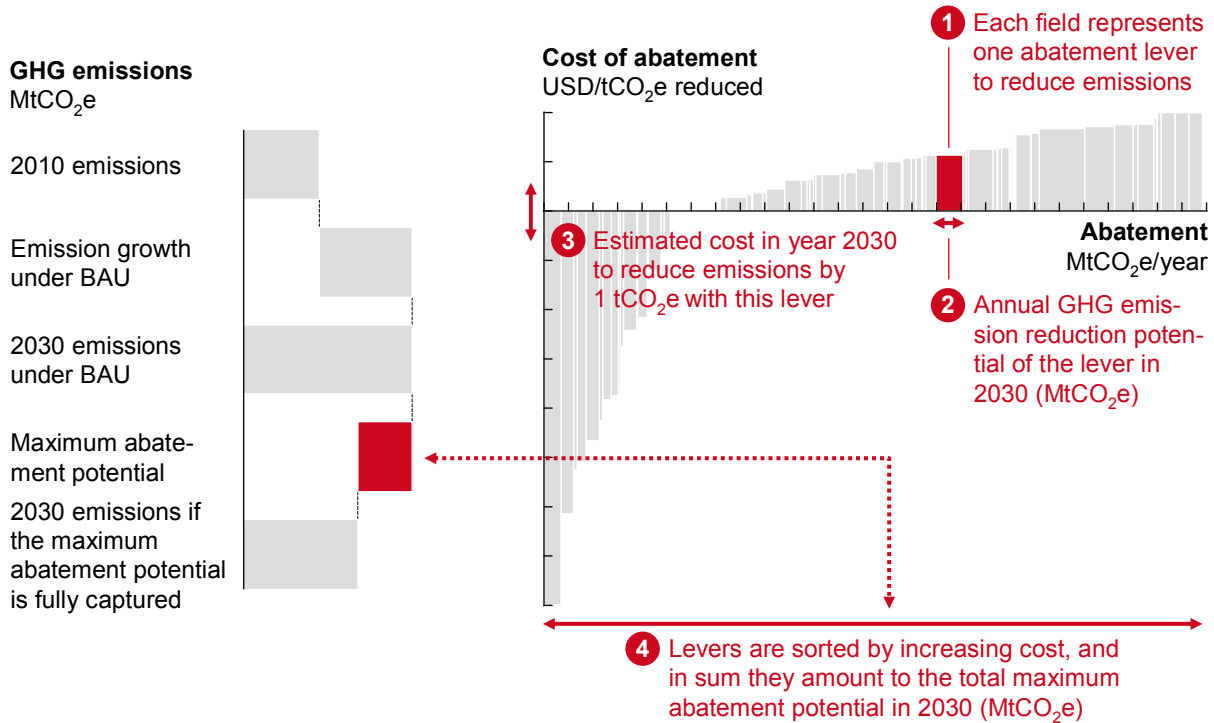 GHG emissions
MtCO₂e
2010 emissions
Emission growth
under BAU
2030 emissions
under BAU
Maximum abate-
ment potential
2030 emissions if
the maximum
abatement potential
is fully captured
Cost of abatement
USD/tCO₂e reduced
1 Each field represents
one abatement lever
to reduce emissions
3 Estimated cost in year 2030
to reduce emissions by
1 tCO₂e with this lever
Abatement
MtCO₂e/year
2 Annual GHG emis-
sion reduction poten-
tial of the lever in
2030 (MtCO₂e)
4 Levers are sorted by increasing cost, and
in sum they amount to the total maximum
abatement potential in 2030 (MtCO₂e)